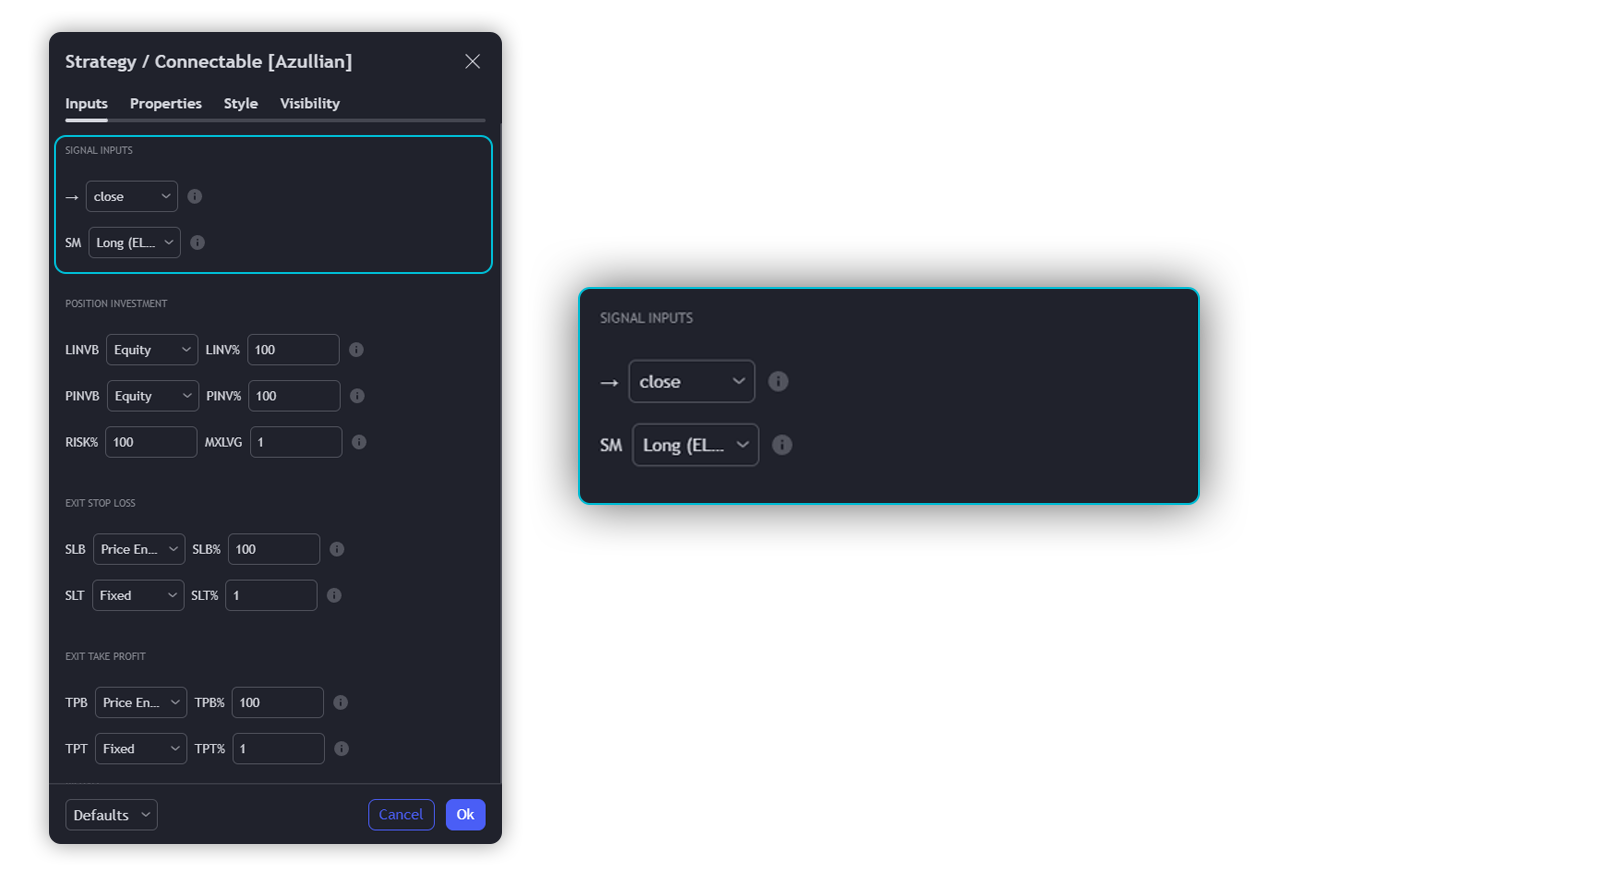 Strategy / Connectable [Azullian]
Inputs Properties Style Visibility
SIGNAL INPUTS
→ close
SM Long (EL...
POSITION INVESTMENT
LINVB Equity LINV% 100
PINVB Equity PINV% 100
RISK% 100 MXLVG 1
EXIT STOP LOSS
SLB Price En... SLB% 100
SLT Fixed SLT% 1
EXIT TAKE PROFIT
TPB Price En... TPB% 100
TPT Fixed TPT% 1
Defaults Cancel Ok
SIGNAL INPUTS
→ close
SM Long (EL...